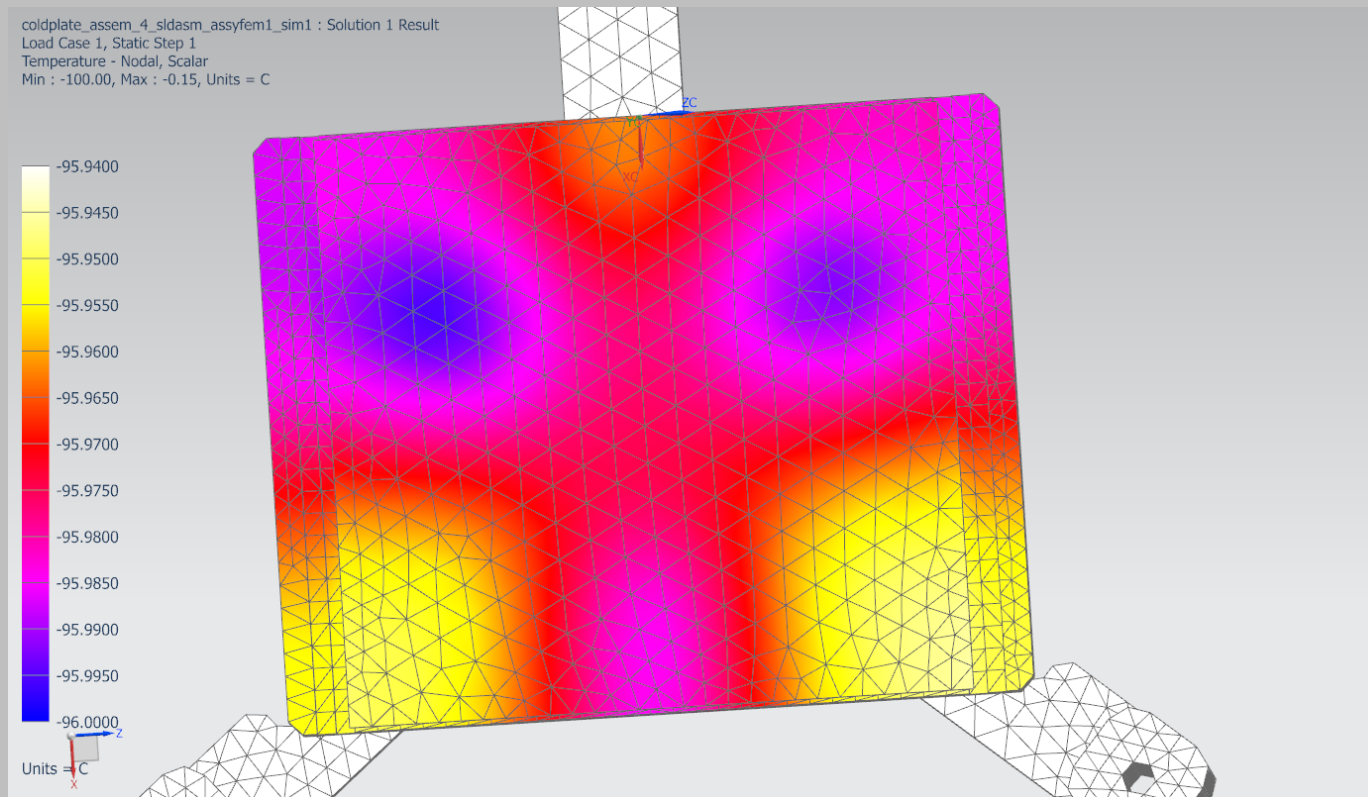 coldplate_assem_4_sldasm_assyfem1_sim1 : Solution 1 Result
Load Case 1, Static Step 1
Temperature - Nodal, Scalar
Min : -100.00, Max : -0.15, Units = C
ZC
XC
-95.9400
-95.9450
-95.9500
-95.9550
-95.9600
-95.9650
-95.9700
-95.9750
-95.9800
-95.9850
-95.9900
-95.9950
-96.0000
Z
Units = C
X